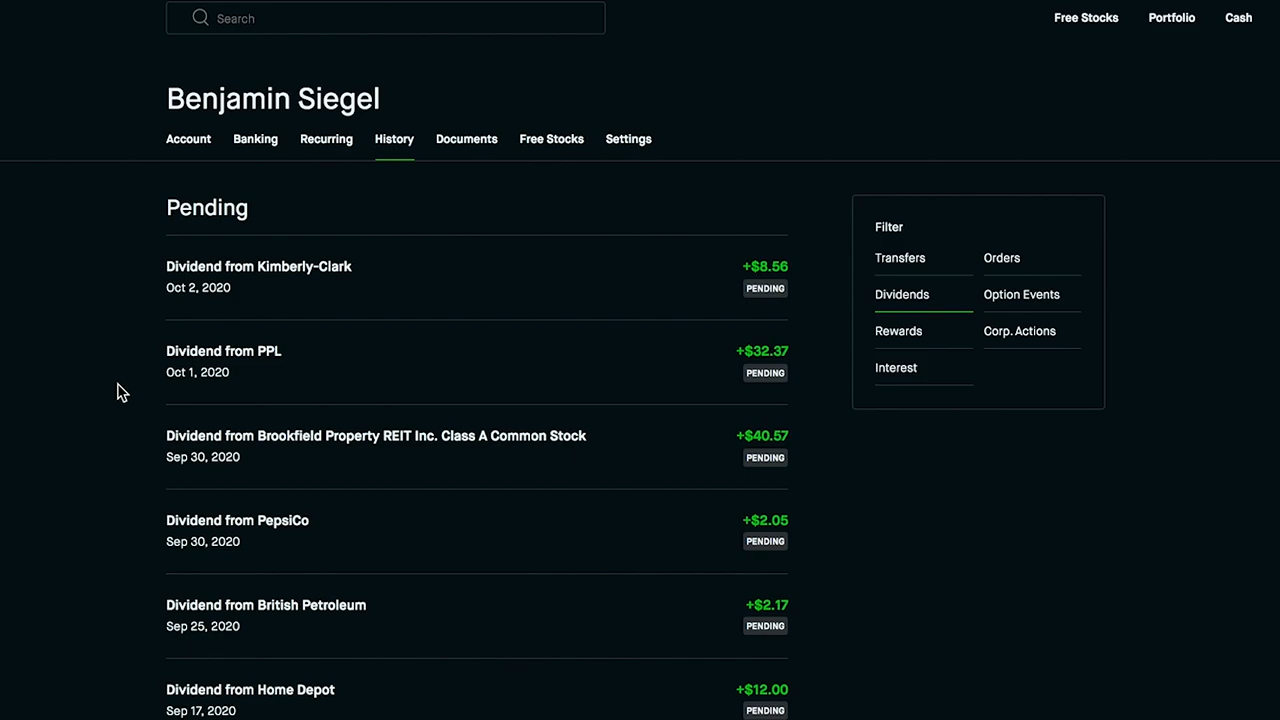 Search
Free Stocks Portfolio Cash
Benjamin Siegel
Account Banking Recurring History Documents Free Stocks Settings
Pending
Dividend from Kimberly-Clark +$8.56
Oct 2, 2020 PENDING
Dividend from PPL +$32.37
Oct 1, 2020 PENDING
Dividend from Brookfield Property REIT Inc. Class A Common Stock +$40.57
Sep 30, 2020 PENDING
Dividend from PepsiCo +$2.05
Sep 30, 2020 PENDING
Dividend from British Petroleum +$2.17
Sep 25, 2020 PENDING
Dividend from Home Depot +$12.00
Sep 17, 2020 PENDING
Filter
Transfers Orders
Dividends Option Events
Rewards Corp. Actions
Interest